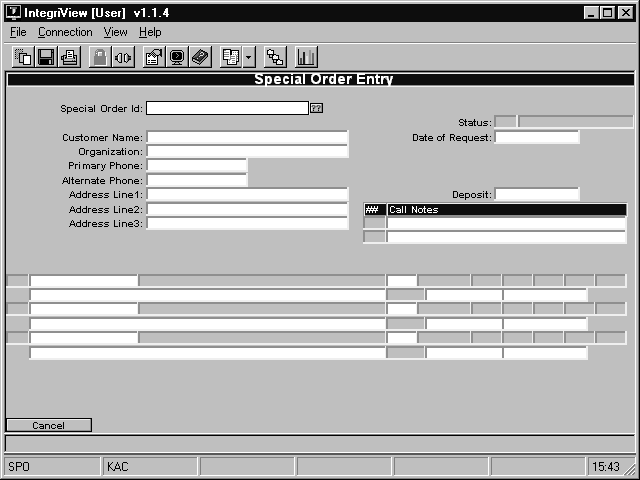 IntegriView [User] v1.1.4
File Connection View Help
Special Order Entry
Special Order Id: ??
Status:
Customer Name:
Date of Request:
Organization:
Primary Phone:
Alternate Phone:
Address Line1:
Deposit:
Address Line2:
## Call Notes
Address Line3:
Cancel
SPO KAC 15:43